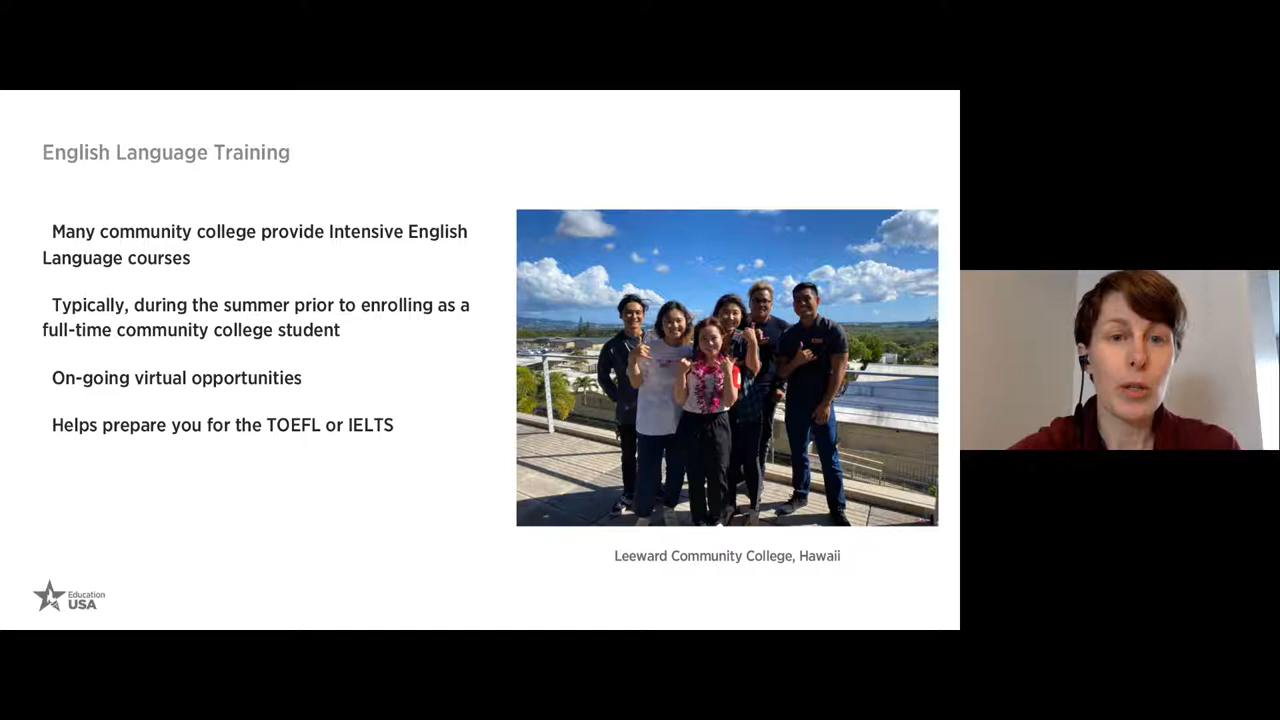 English Language Training
Many community college provide Intensive English
Language courses
Typically, during the summer prior to enrolling as a
full-time community college student
On-going virtual opportunities
Helps prepare you for the TOEFL or IELTS
Leeward Community College, Hawaii
Education
USA